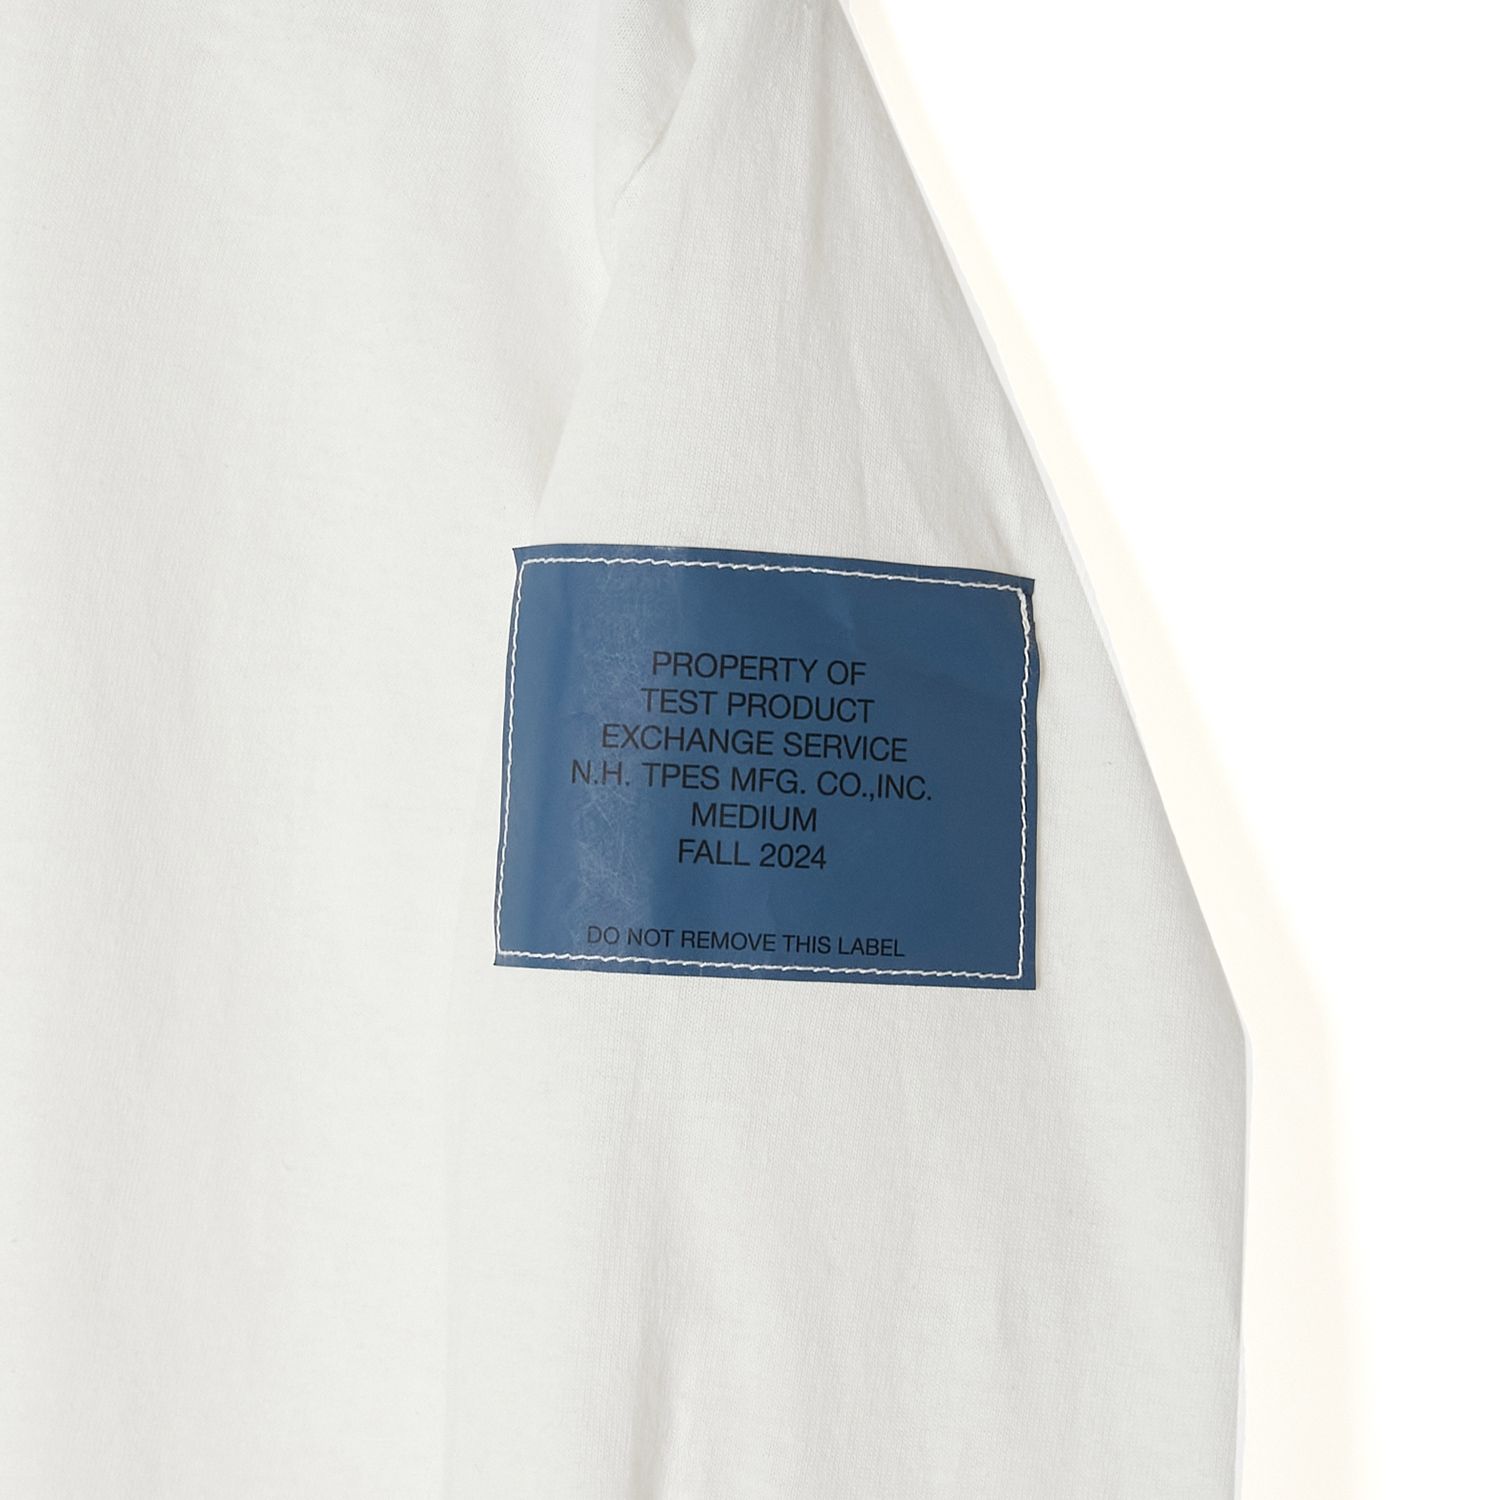 PROPERTY OF
TEST PRODUCT
EXCHANGE SERVICE
N.H. TPES MFG. CO.,INC.
MEDIUM
FALL 2024
DO NOT REMOVE THIS LABEL